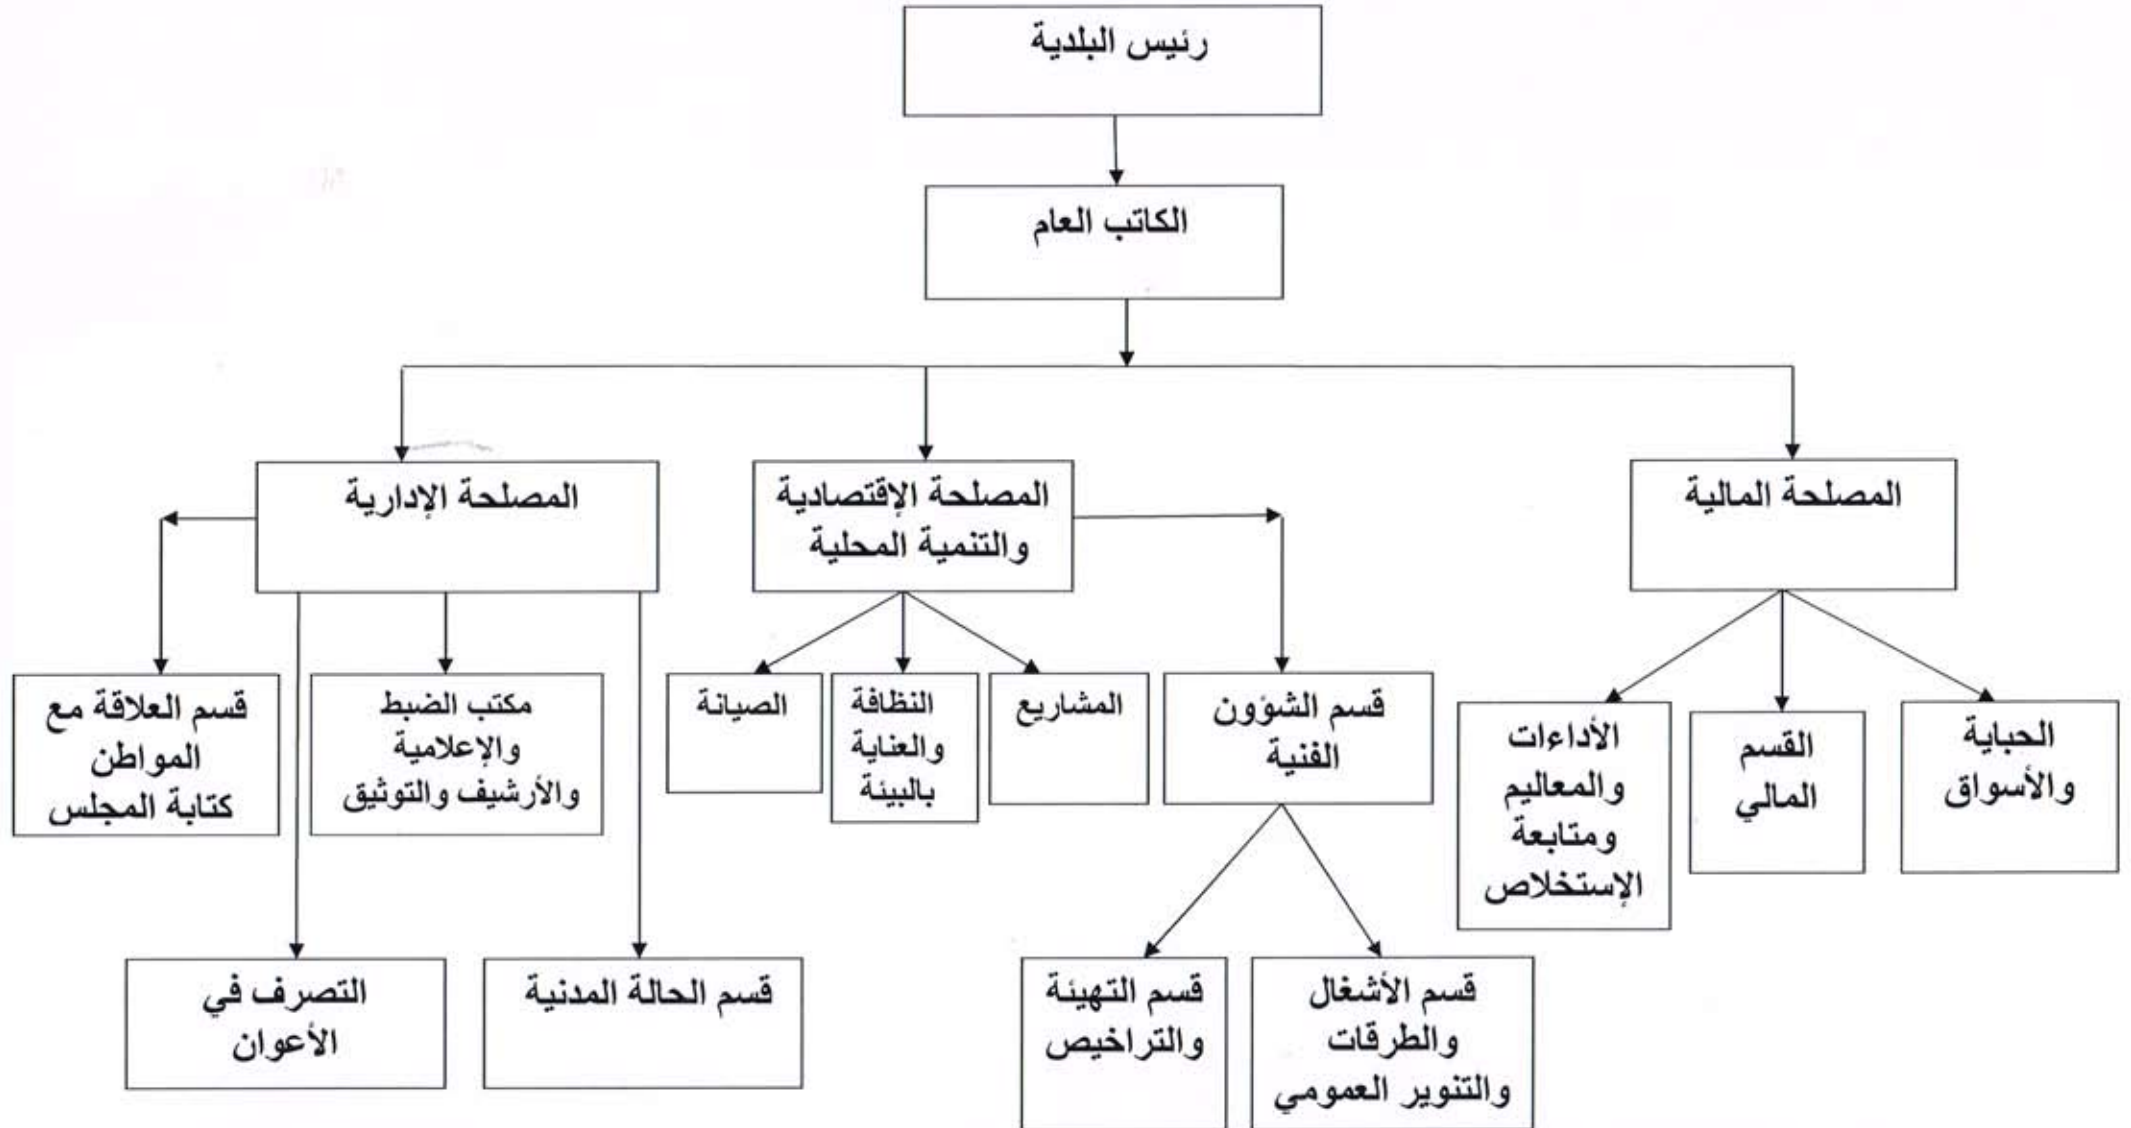 رئيس البلدية
الكاتب العام
المصلحة المالية
المصلحة الإقتصادية
والتنمية المحلية
المصلحة الإدارية
الحباية
والأسواق
القسم
المالي
الأداءات
والمعاليم
ومتابعة
الإستخلاص
قسم الشؤون
الفنية
المشاريع
النظافة
والعناية
بالبيئة
الصيانة
مكتب الضبط
والإعلامية
والأرشيف والتوثيق
قسم العلاقة مع
المواطن
كتابة المجلس
قسم الأشغال
والطرقات
والتنوير العمومي
قسم التهيئة
والتراخيص
قسم الحالة المدنية
التصرف في
الأعوان